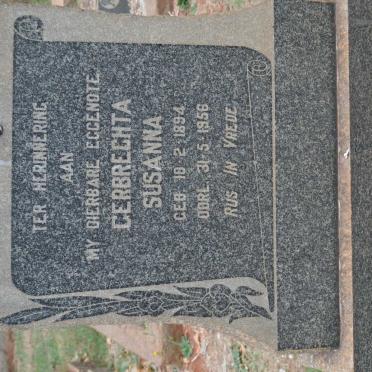 TER HERINNERING
AAN
MY DIERBARE EGGENOTE
GERBRECHTA
SUSANNA
GEB. 18·2·1894
OORL. 31·5·1956
RUS IN VREDE